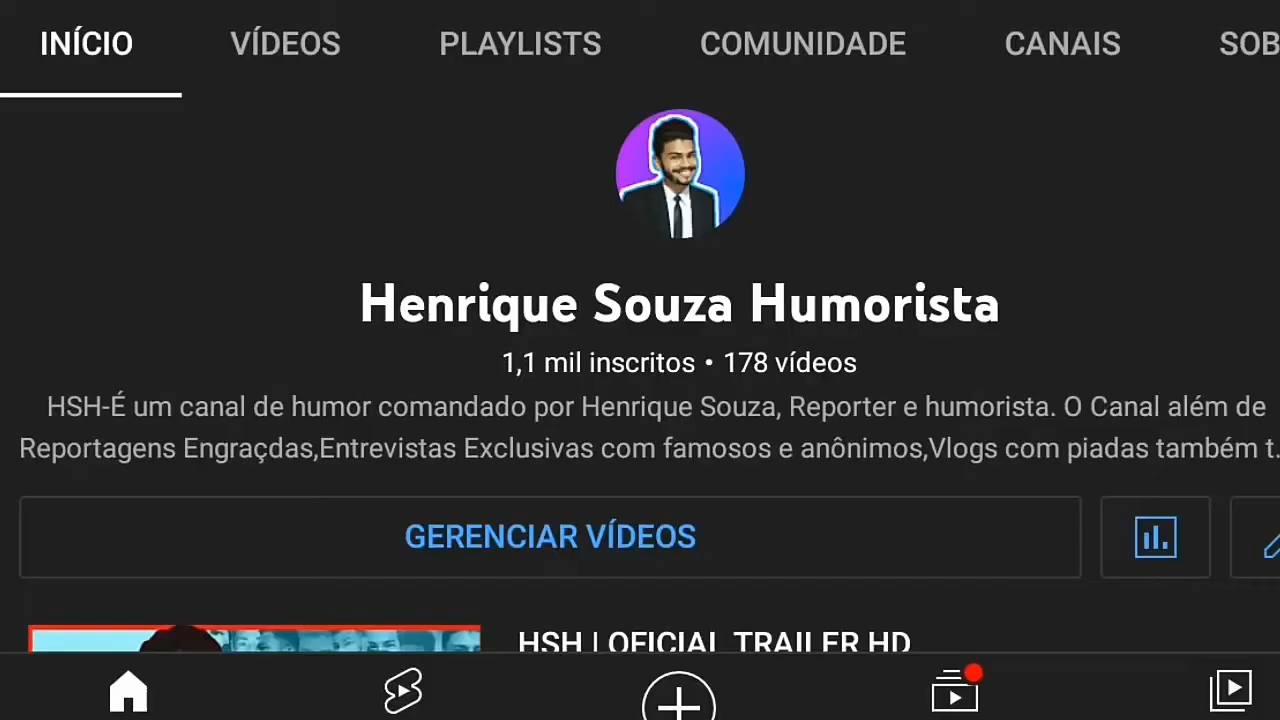 INÍCIO VÍDEOS PLAYLISTS COMUNIDADE CANAIS SOB
Henrique Souza Humorista
1,1 mil inscritos • 178 vídeos
HSH-É um canal de humor comandado por Henrique Souza, Reporter e humorista. O Canal além de
Reportagens Engraçdas,Entrevistas Exclusivas com famosos e anônimos,Vlogs com piadas também t.
GERENCIAR VÍDEOS
HSH | OFICIAL TRAILER HD